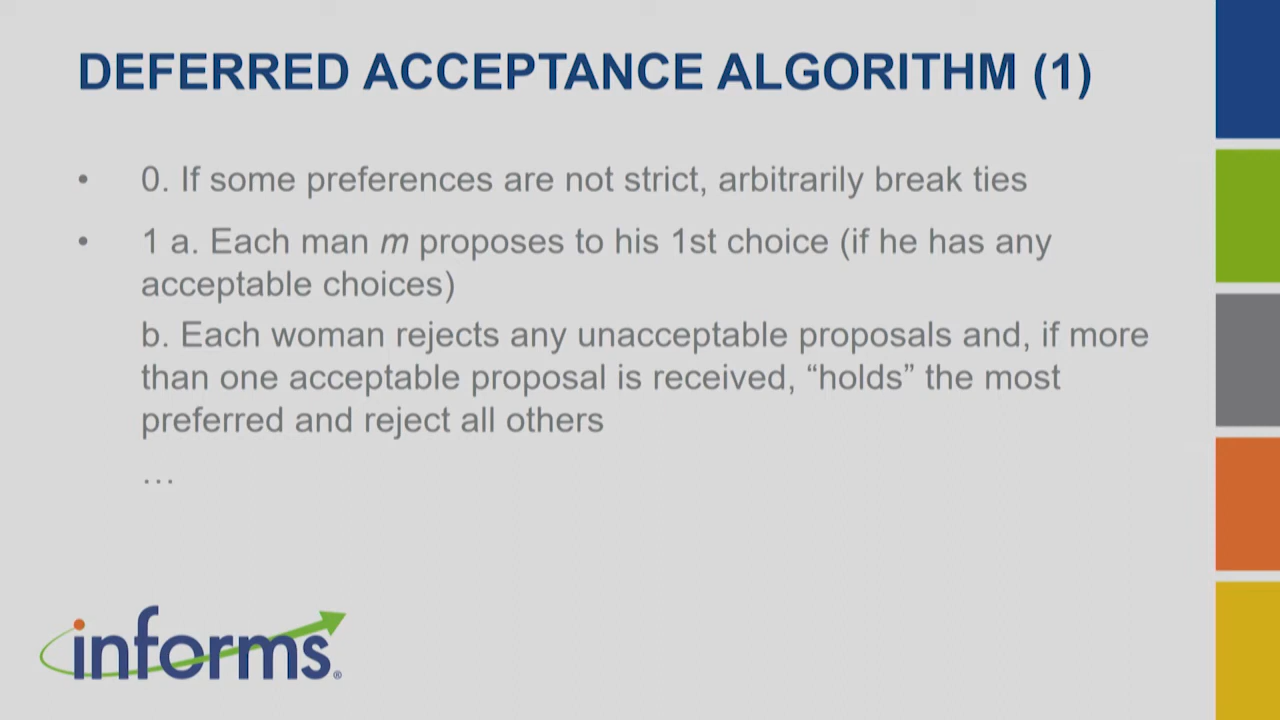 DEFERRED ACCEPTANCE ALGORITHM (1)
• 0. If some preferences are not strict, arbitrarily break ties
• 1 a. Each man m proposes to his 1st choice (if he has any
acceptable choices)
b. Each woman rejects any unacceptable proposals and, if more
than one acceptable proposal is received, “holds” the most
preferred and reject all others
…
informs®